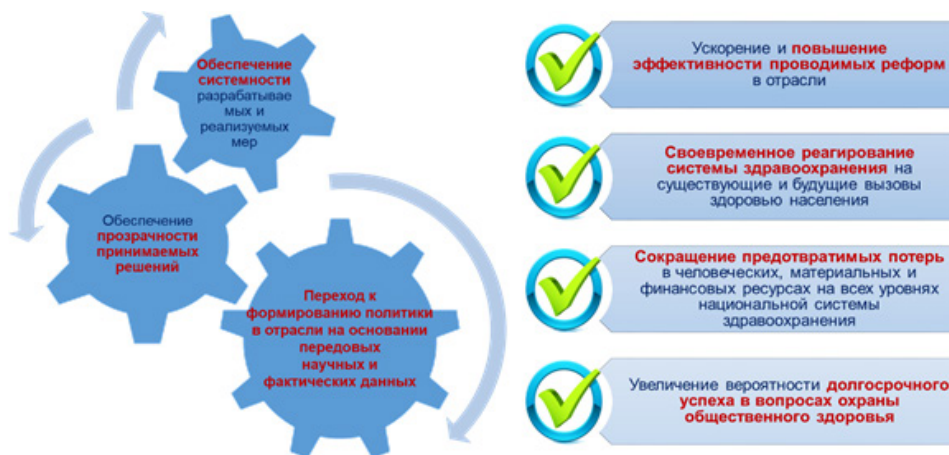 Обеспечение
системности
разрабатывае
мых и
реализуемых
мер
Обеспечение
прозрачности
принимаемых
решений
Переход к
формированию политики
в отрасли на основании
передовых
научных и
фактических данных
Ускорение и повышение
эффективности проводимых реформ
в отрасли
Своевременное реагирование
системы здравоохранения на
существующие и будущие вызовы
здоровью населения
Сокращение предотвратимых потерь
в человеческих, материальных и
финансовых ресурсах на всех уровнях
национальной системы
здравоохранения
Увеличение вероятности долгосрочного
успеха в вопросах охраны
общественного здоровья